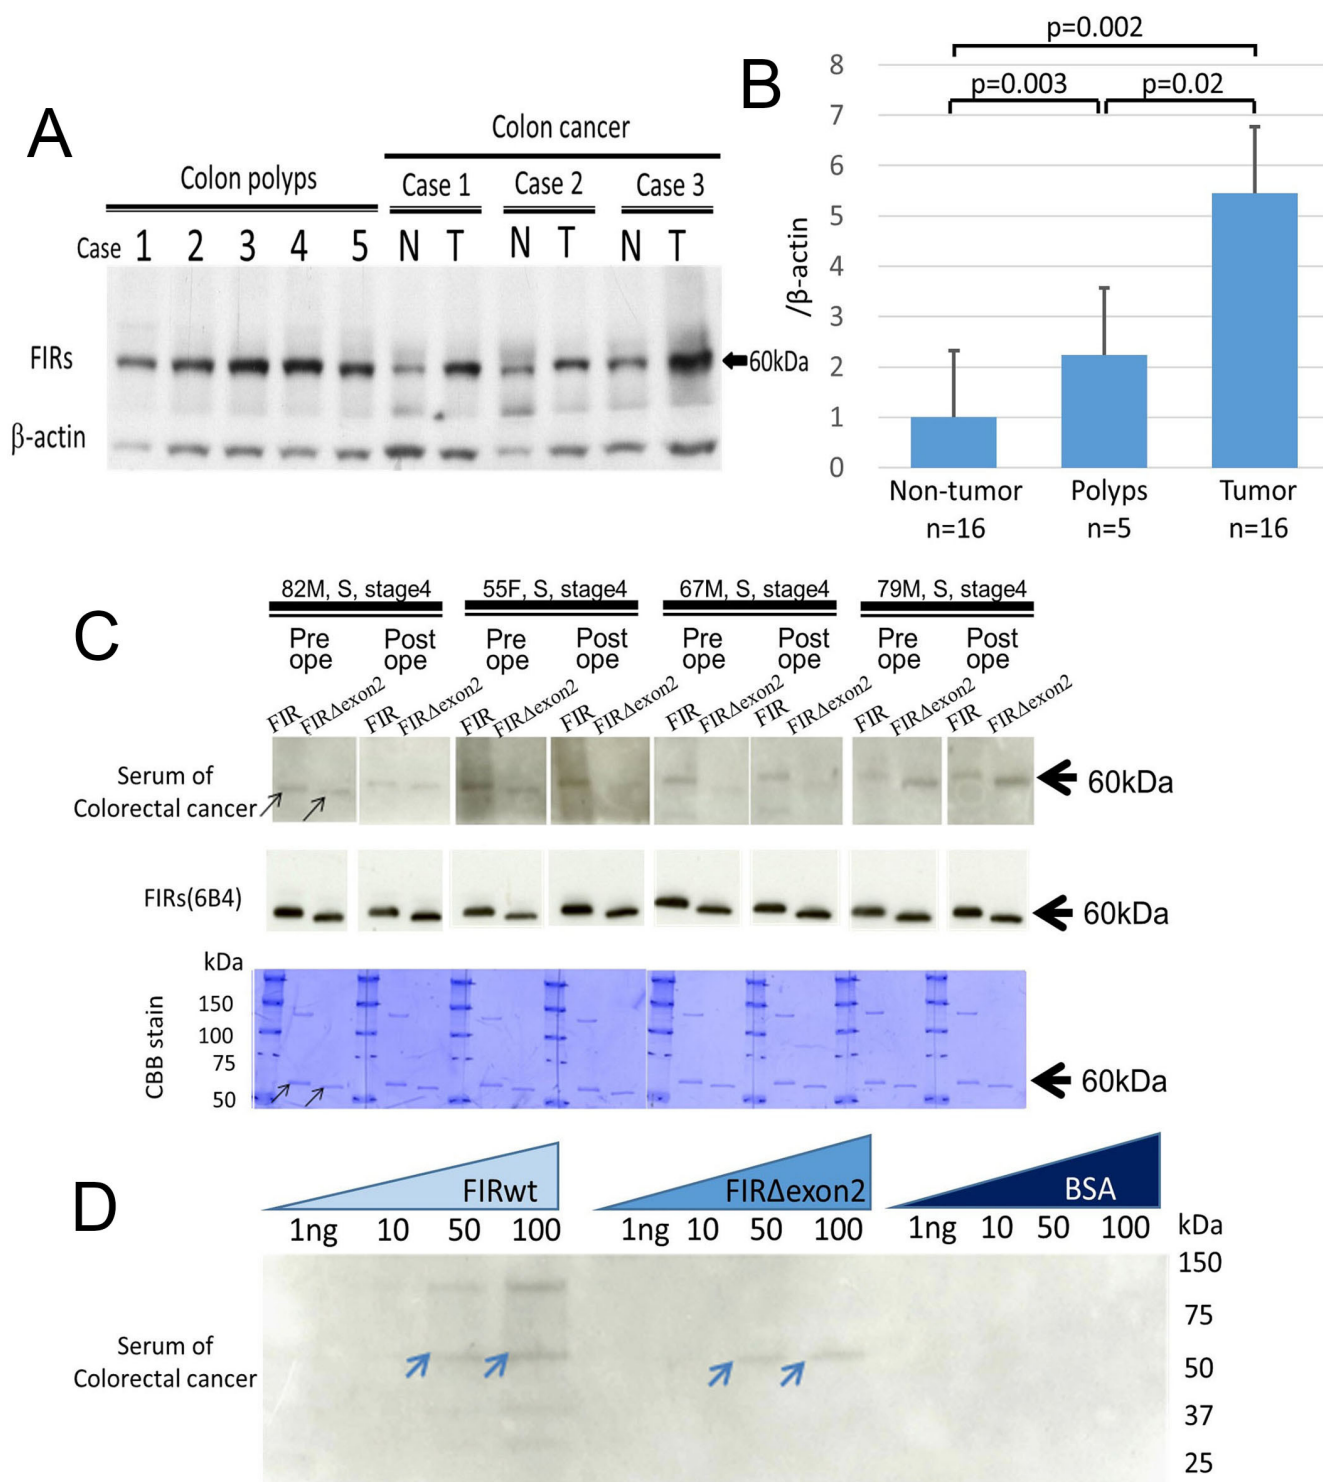 A
Colon cancer
Colon polyps
Case 1 Case 2 Case 3
Case 1 2 3 4 5 N T N T N T
FIRs
60kDa
β-actin
B
p=0.002
p=0.003 p=0.02
8
7
6
5
4
3
2
1
0
/β-actin
Non-tumor Polyps Tumor
n=16 n=5 n=16
C
82M, S, stage4 55F, S, stage4 67M, S, stage4 79M, S, stage4
Pre ope Post ope Pre ope Post ope Pre ope Post ope Pre ope Post ope
FIR FIRΔexon2 FIR FIRΔexon2 FIR FIRΔexon2 FIR FIRΔexon2 FIR FIRΔexon2 FIR FIRΔexon2 FIR FIRΔexon2 FIR FIRΔexon2
Serum of
Colorectal cancer
60kDa
FIRs(6B4)
60kDa
kDa
150
100
75
50
CBB stain
60kDa
D
FIRwt FIRΔexon2 BSA
1ng 10 50 100 1ng 10 50 100 1ng 10 50 100
kDa
150
75
50
37
25
Serum of
Colorectal cancer